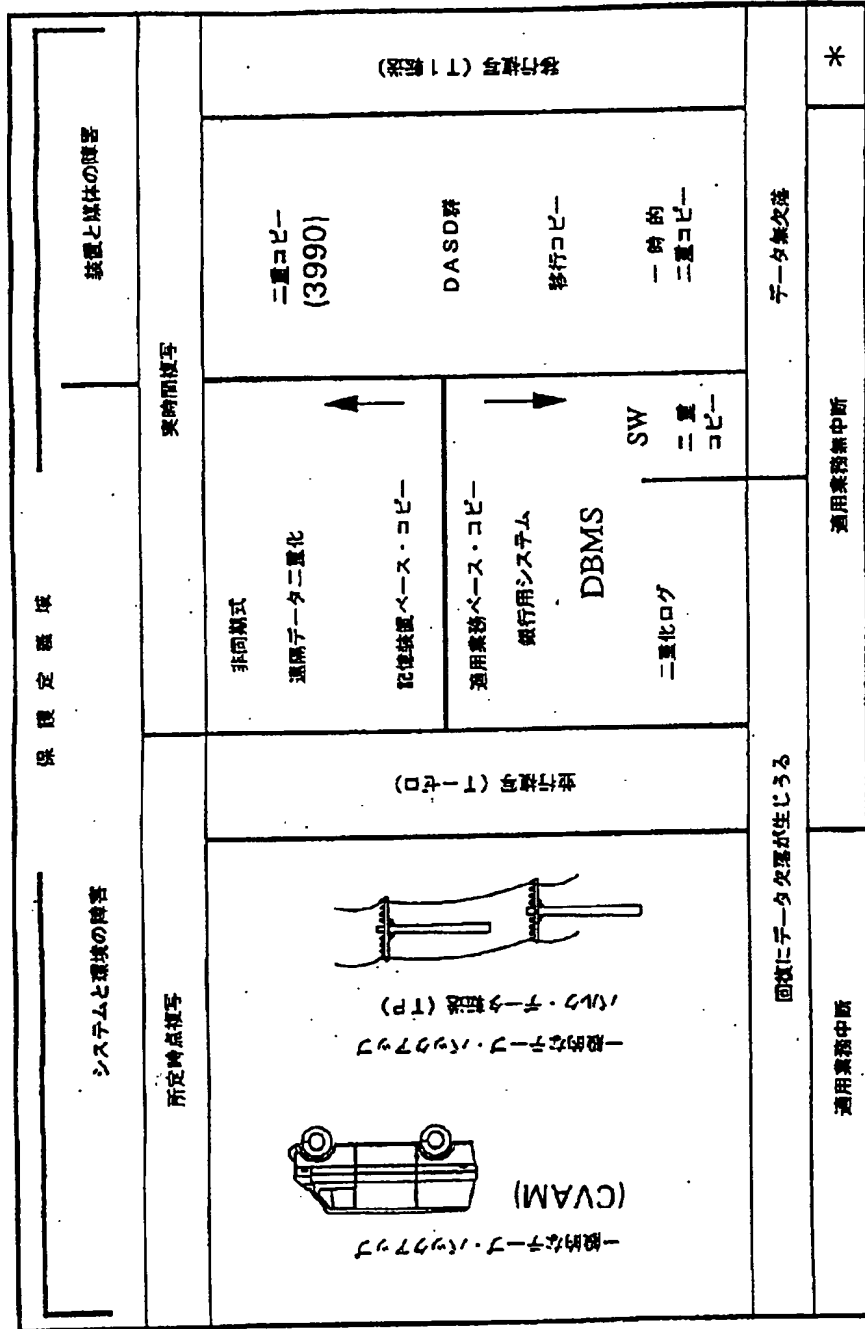 保護定義域
システムと環境の障害
装置と媒体の障害
所定時点複写
実時間複写
一般的なテープ・バックアップ
(CVAM)
一般的なテープ・バックアップ
バルク・データ転送 (TP)
並行複写 (T-ゼロ)
非同期式
遠隔データ二重化
記憶装置ベース・コピー
適用業務ベース・コピー
銀行用システム
DBMS
二重化ログ
SW
二重
コピー
二重コピー
(3990)
DASD群
移行コピー
一時的
二重コピー
移行複写 (T1転送)
回復にデータ欠落が生じうる
データ無欠落
適用業務中断
適用業務無中断
*